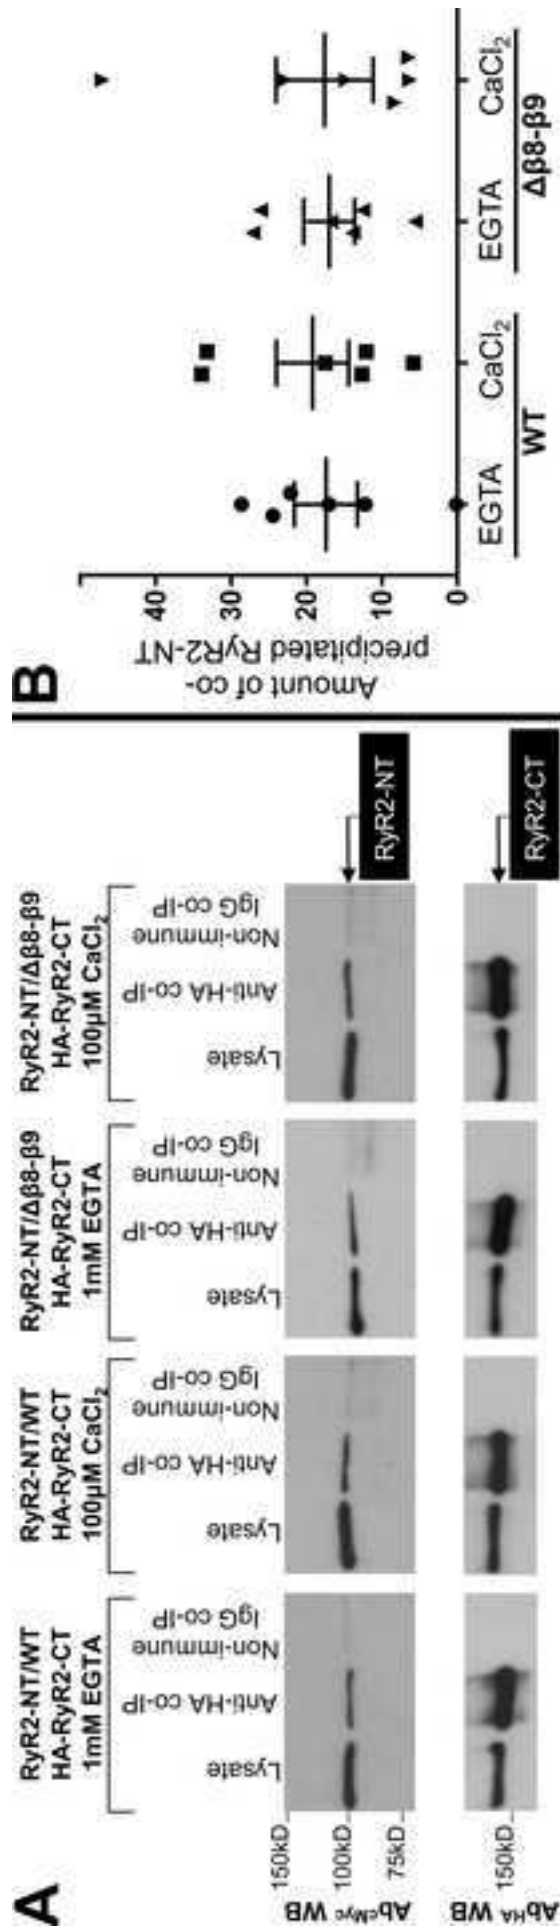 A
RyR2-NT/WT
HA-RyR2-CT
1mM EGTA
RyR2-NT/WT
HA-RyR2-CT
100µM CaCl₂
RyR2-NT/Δβ8-β9
HA-RyR2-CT
1mM EGTA
RyR2-NT/Δβ8-β9
HA-RyR2-CT
100µM CaCl₂
Lysate
Anti-HA co-IP
Non-immune
IgG co-IP
Lysate
Anti-HA co-IP
Non-immune
IgG co-IP
Lysate
Anti-HA co-IP
Non-immune
IgG co-IP
Lysate
Anti-HA co-IP
Non-immune
IgG co-IP
AbcMyc WB
150kD
100kD
75kD
RyR2-NT
AbHA WB
150kD
RyR2-CT
B
Amount of co-
precipitated RyR2-NT
40
30
20
10
0
EGTA
CaCl₂
EGTA
CaCl₂
WT
Δβ8-β9